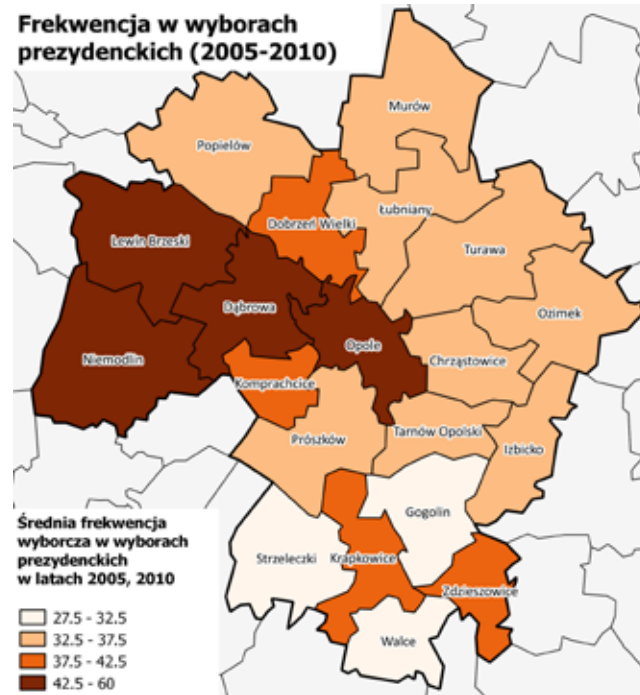 Frekwencja w wyborach
prezydenckich (2005-2010)
Murów
Popielów
Łubniany
Dobrzeń Wielki
Lewin Brzeski
Turawa
Dąbrowa
Ozimek
Opole
Niemodlin
Chrząstowice
Komprachcice
Prószków
Tarnów Opolski
Izbicko
Gogolin
Strzeleczki
Krapkowice
Zdzieszowice
Walce
Średnia frekwencja
wyborcza w wyborach
prezydenckich
w latach 2005, 2010
27.5 - 32.5
32.5 - 37.5
37.5 - 42.5
42.5 - 60